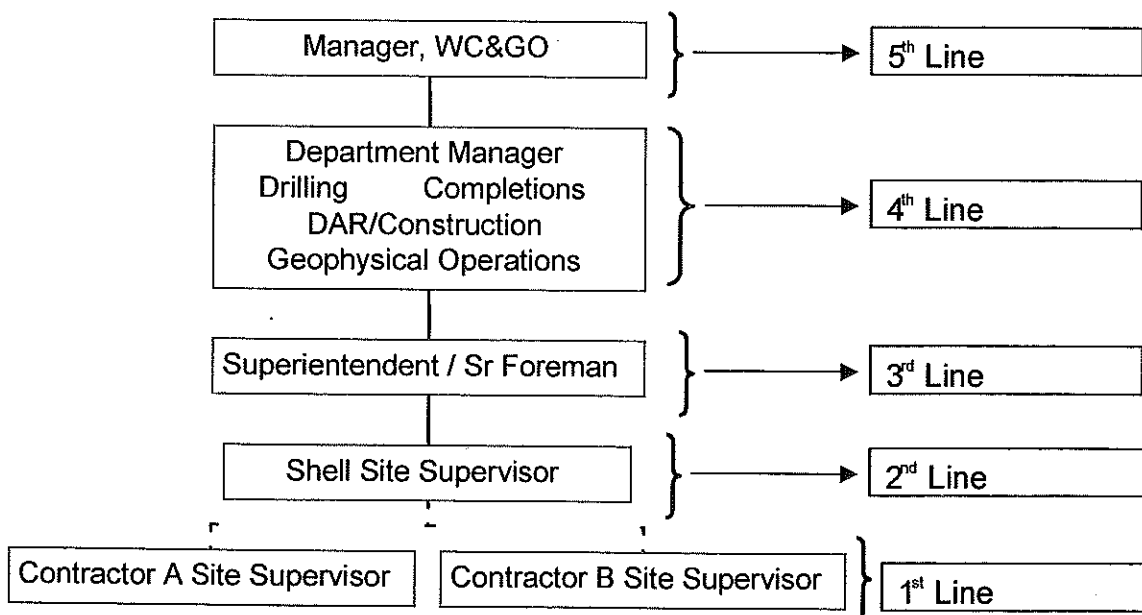 Manager, WC&GO
5th Line
Department Manager
Drilling Completions
DAR/Construction
Geophysical Operations
4th Line
Superientendent / Sr Foreman
3rd Line
Shell Site Supervisor
2nd Line
Contractor A Site Supervisor
Contractor B Site Supervisor
1st Line